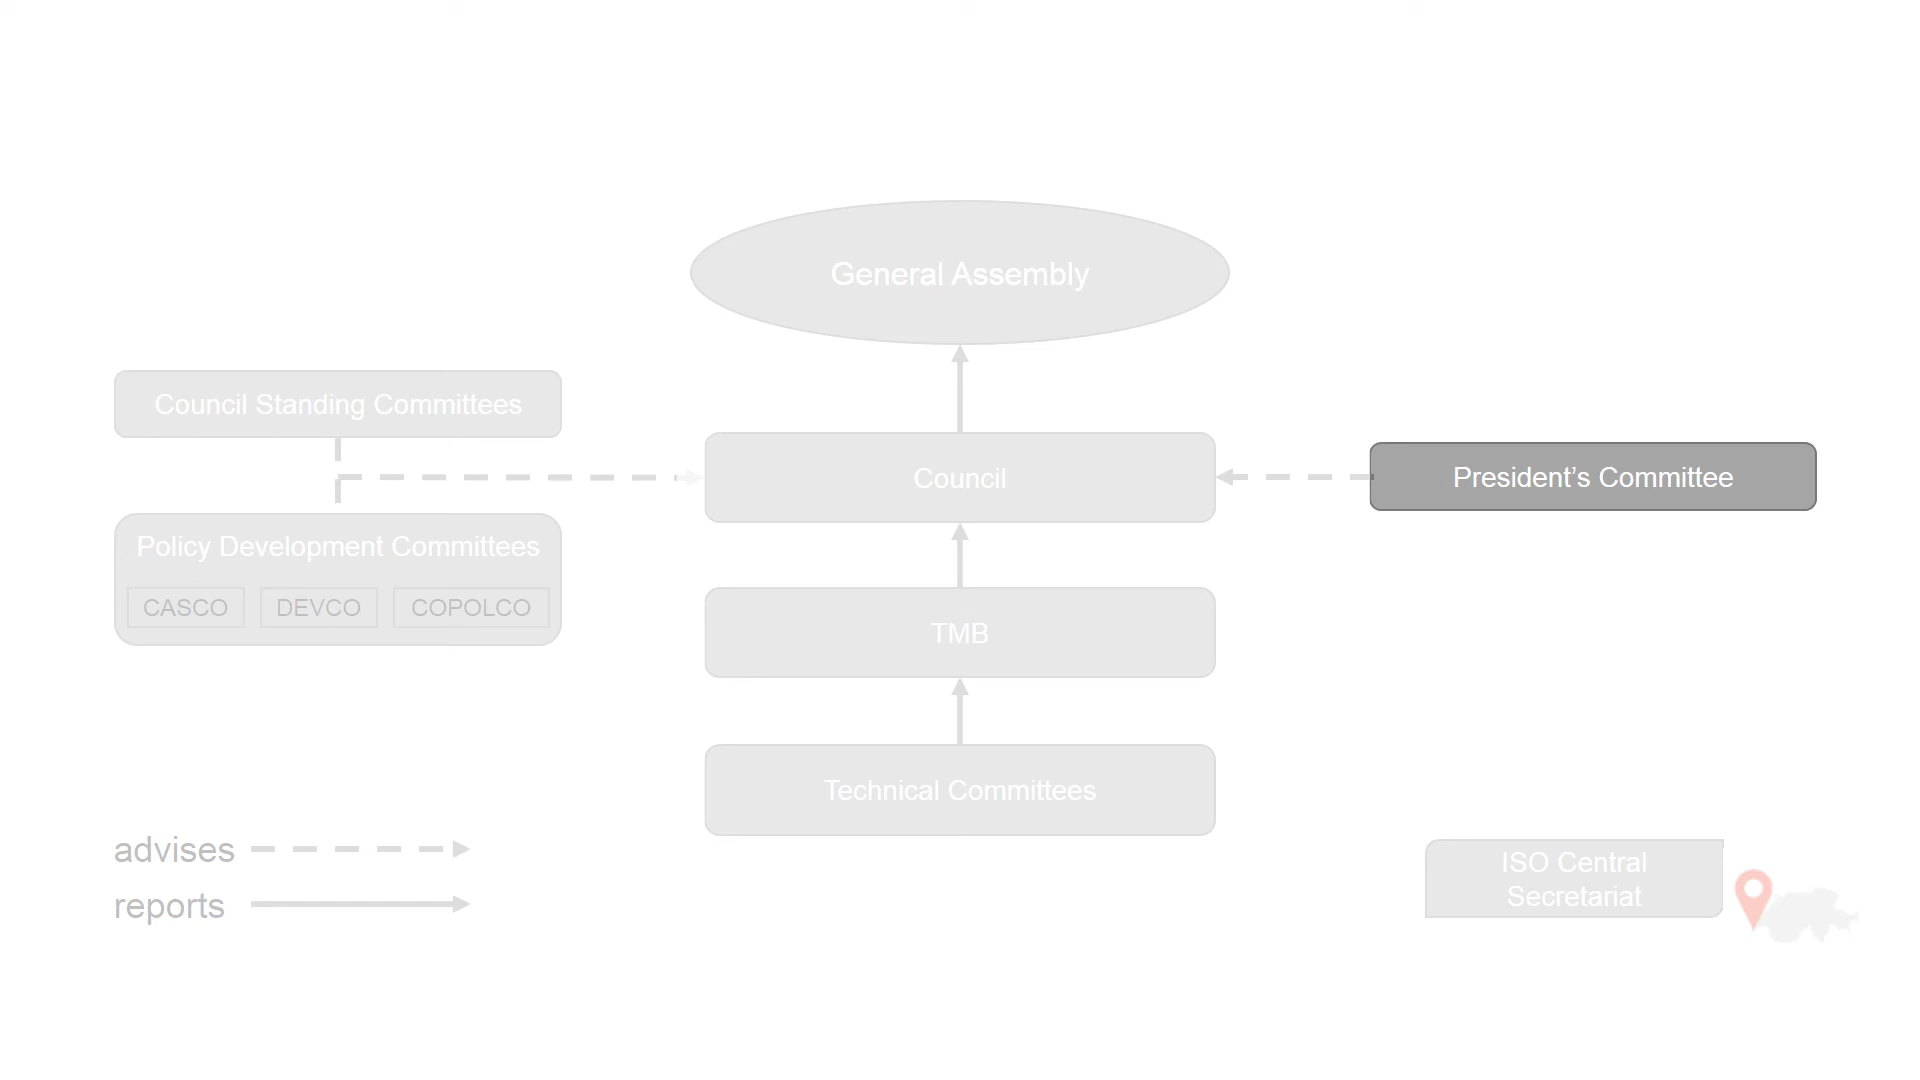 General Assembly
Council Standing Committees
Council
President’s Committee
Policy Development Committees
CASCO
DEVCO
COPOLCO
TMB
Technical Committees
advises
reports
ISO Central
Secretariat